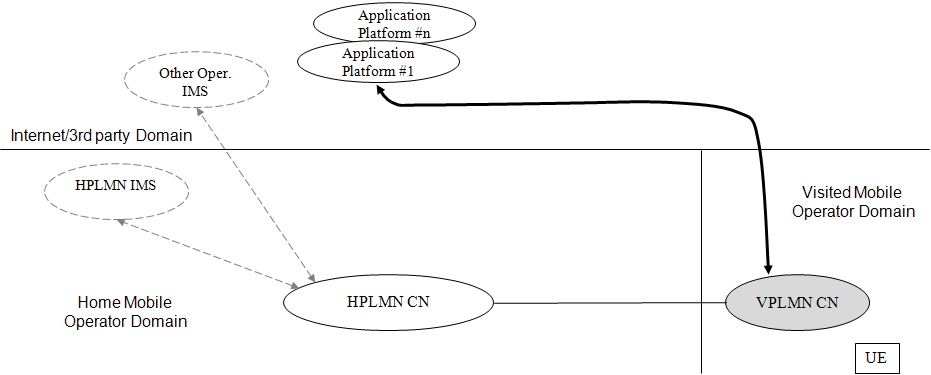 Application
Platform #n
Application
Platform #1
Other Oper.
IMS
Internet/3rd party Domain
HPLMN IMS
Visited Mobile
Operator Domain
Home Mobile
Operator Domain
HPLMN CN
VPLMN CN
UE